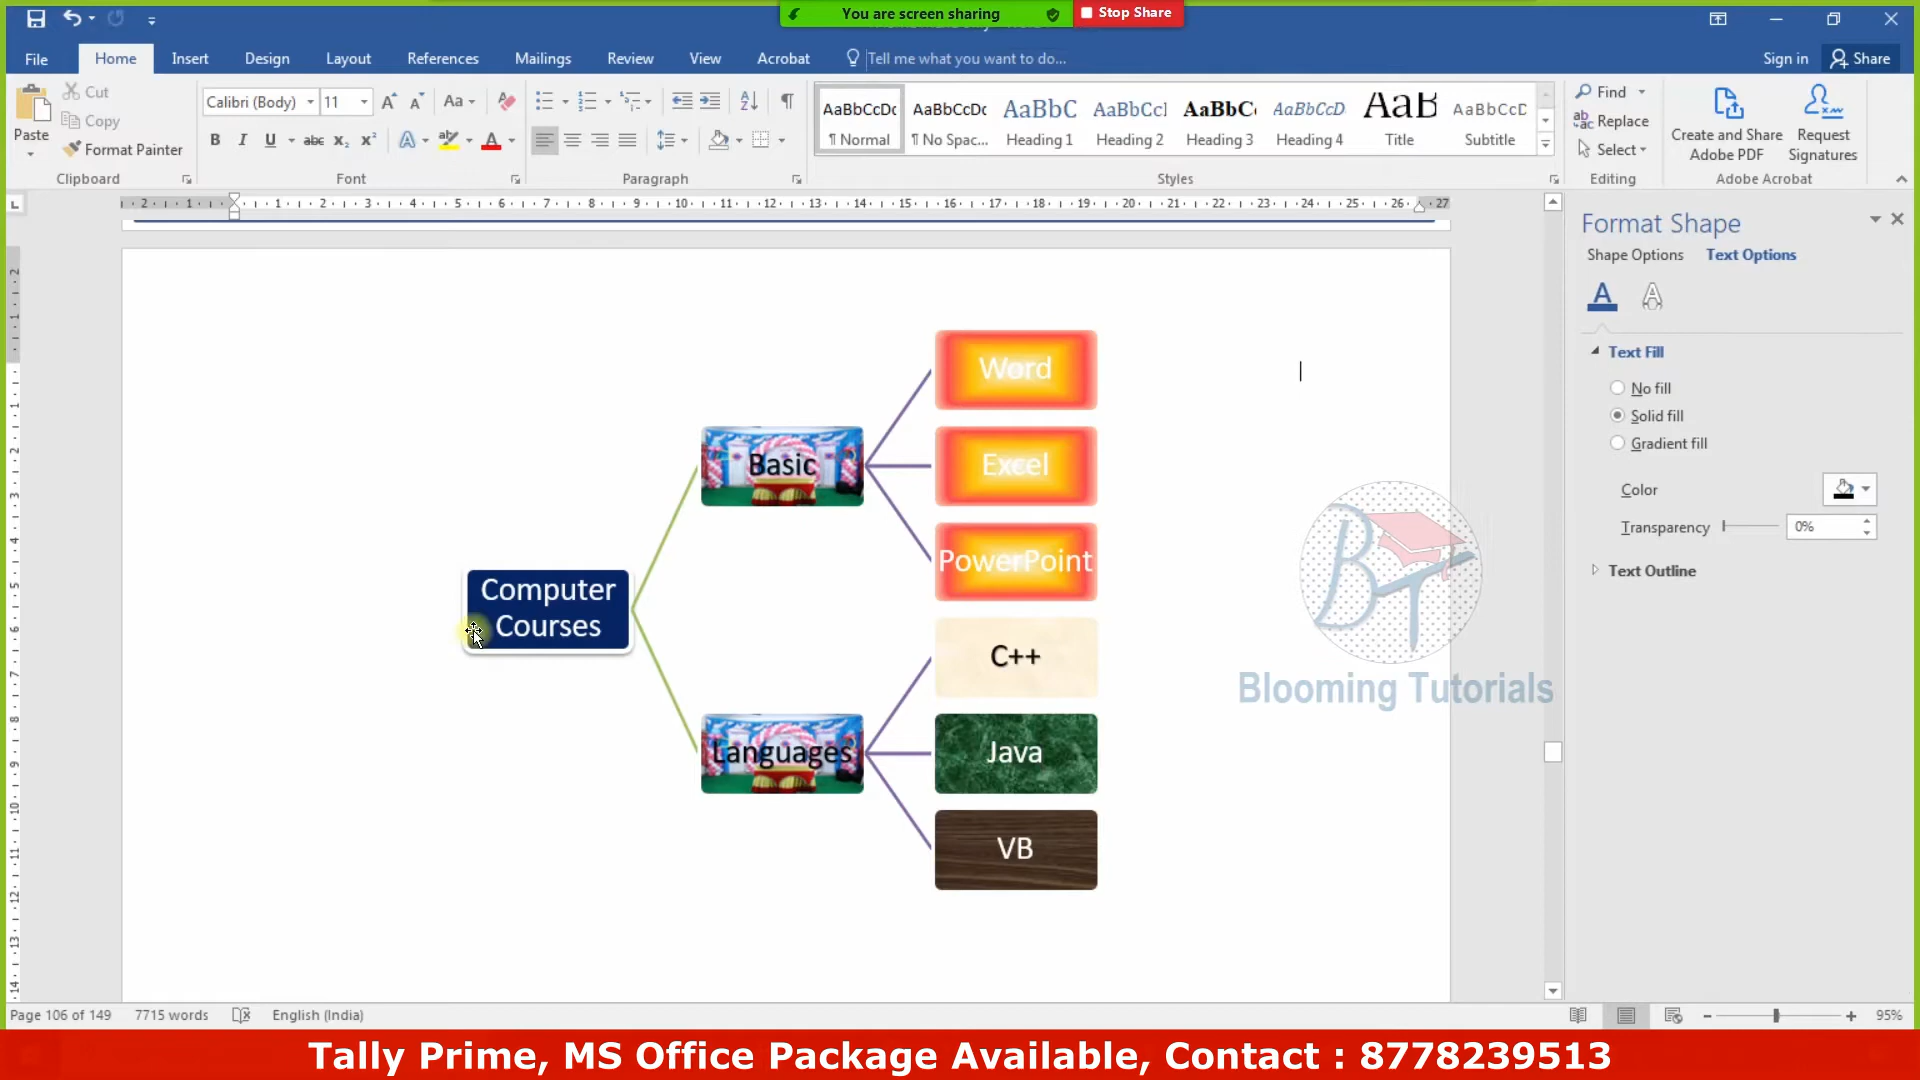 You are screen sharing
Stop Share
File
Home
Insert
Design
Layout
References
Mailings
Review
View
Acrobat
Tell me what you want to do...
Sign in
Share
Paste
Cut
Copy
Format Painter
Clipboard
Calibri (Body)
11
Font
Paragraph
AaBbCcDc
¶ Normal
AaBbCcDc
¶ No Spac...
AaBbC
Heading 1
AaBbCcI
Heading 2
AaBbC
Heading 3
AaBbCcD
Heading 4
AaB
Title
AaBbCcD
Subtitle
Styles
Find
Replace
Select
Editing
Create and Share
Adobe PDF
Request
Signatures
Adobe Acrobat
Format Shape
Shape Options
Text Options
Text Fill
No fill
Solid fill
Gradient fill
Color
Transparency
0%
Text Outline
Computer
Courses
Basic
Languages
Word
Excel
PowerPoint
C++
Java
VB
BT
Blooming Tutorials
Page 106 of 149
7715 words
English (India)
95%
Tally Prime, MS Office Package Available, Contact : 8778239513